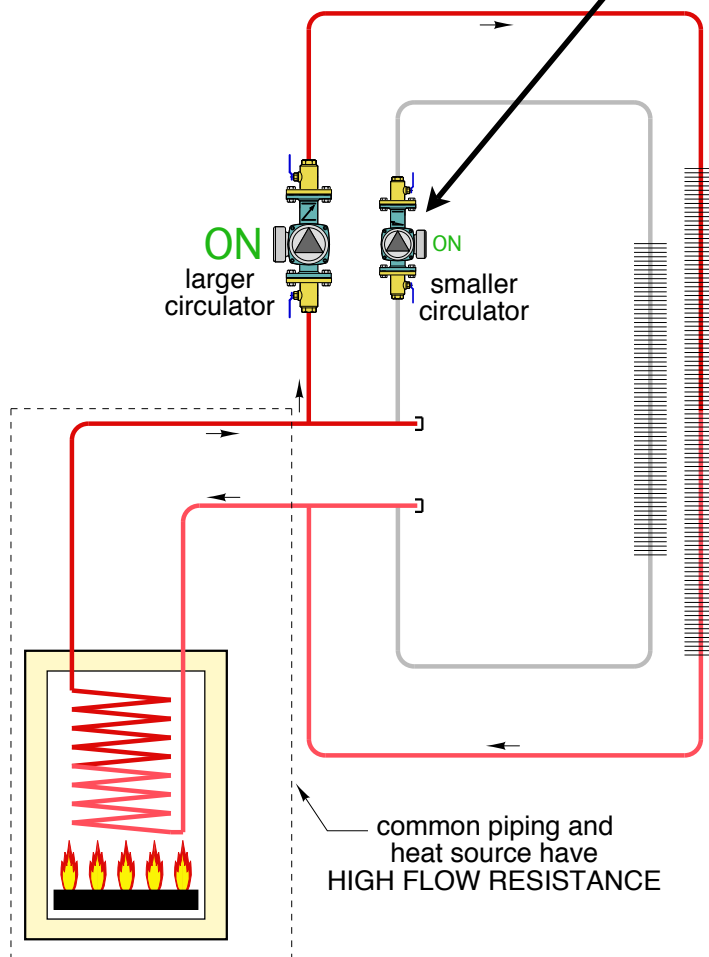 ON
larger
circulator
ON
smaller
circulator
common piping and
heat source have
HIGH FLOW RESISTANCE